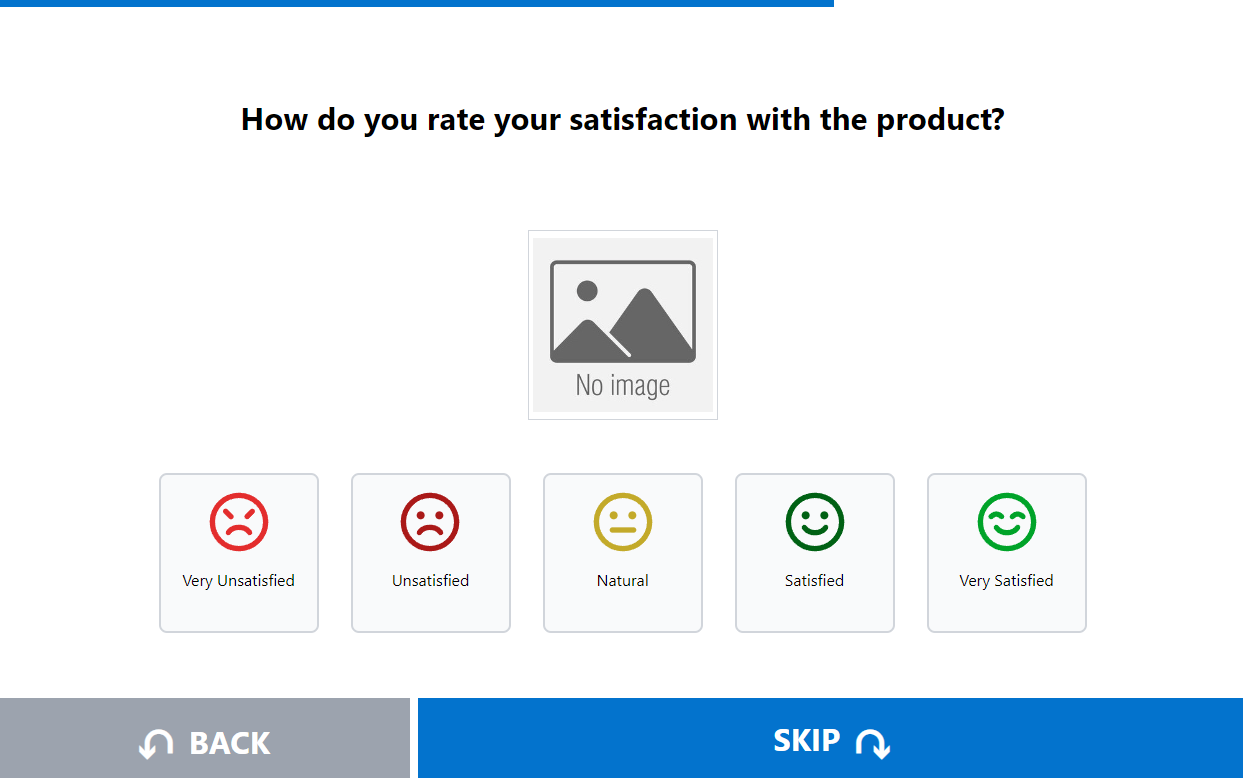 How do you rate your satisfaction with the product?
No image
Very Unsatisfied
Unsatisfied
Natural
Satisfied
Very Satisfied
BACK
SKIP